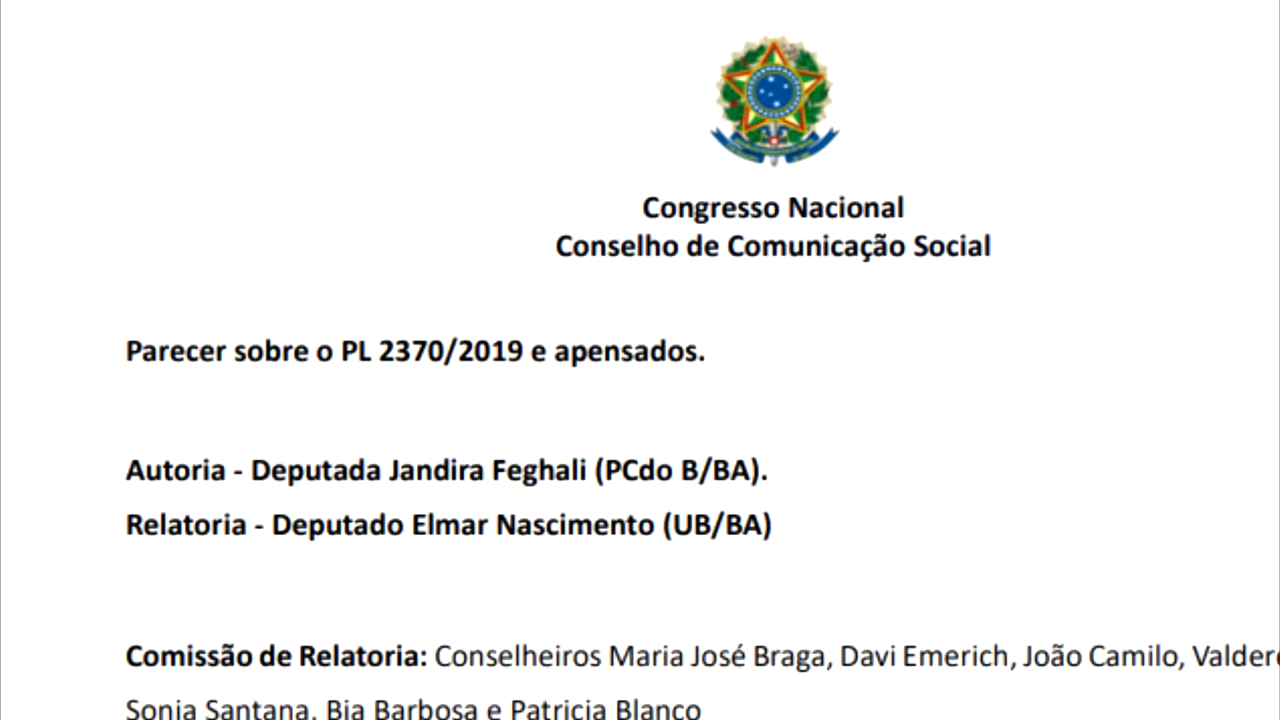 Congresso Nacional
Conselho de Comunicação Social
Parecer sobre o PL 2370/2019 e apensados.
Autoria - Deputada Jandira Feghali (PCdo B/BA).
Relatoria - Deputado Elmar Nascimento (UB/BA)
Comissão de Relatoria: Conselheiros Maria José Braga, Davi Emerich, João Camilo,
Sonia Santana, Bia Barbosa e Patricia Blanco